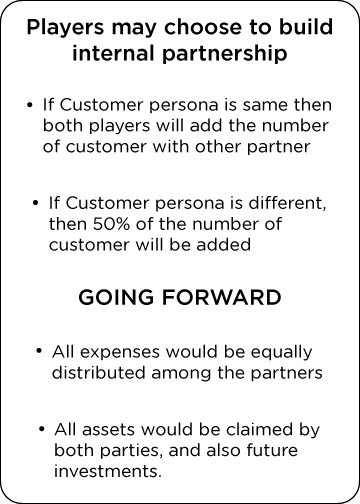 Players may choose to build
internal partnership
• If Customer persona is same then
both players will add the number
of customer with other partner
• If Customer persona is different,
then 50% of the number of
customer will be added
GOING FORWARD
• All expenses would be equally
distributed among the partners
• All assets would be claimed by
both parties, and also future
investments.